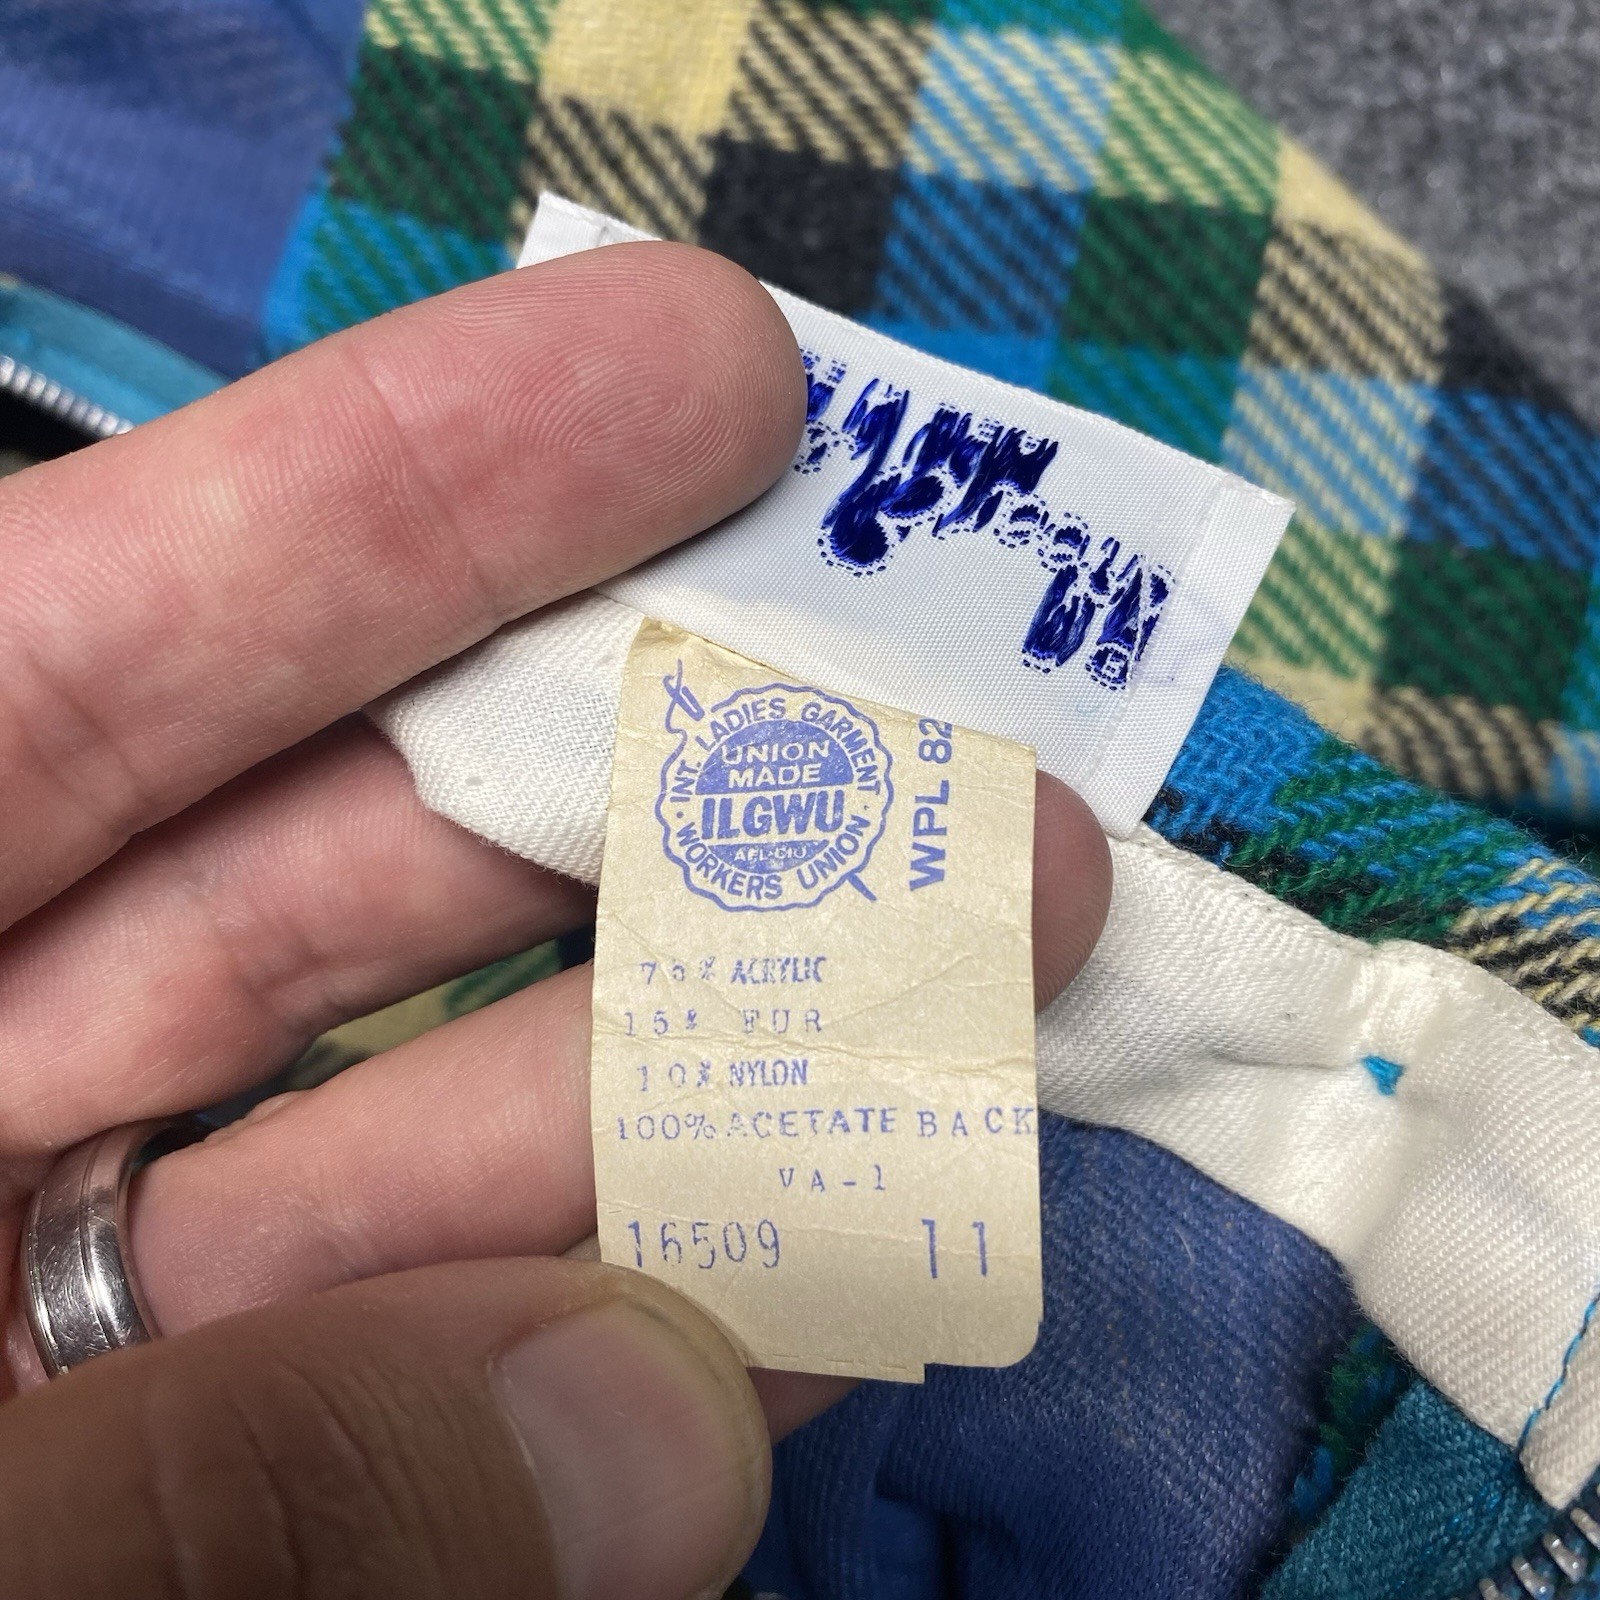 INT. LADIES GARMENT WORKERS UNION
UNION
MADE
ILGWU
AFL-CIO
WPL 82
75% ACRYLIC
15% FUR
10% NYLON
100% ACETATE BACK
VA-1
16509 11